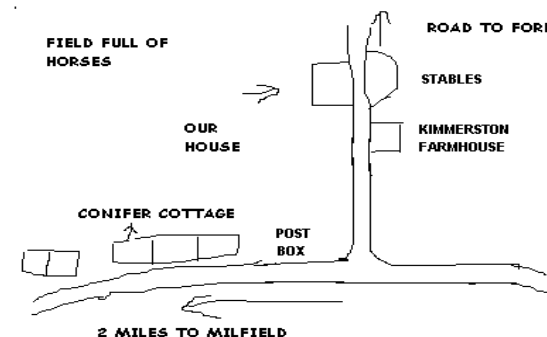 ROAD TO FORD
FIELD FULL OF
HORSES
STABLES
OUR
HOUSE
KIMMERSTON
FARMHOUSE
CONIFER COTTAGE
POST
BOX
2 MILES TO MILFIELD